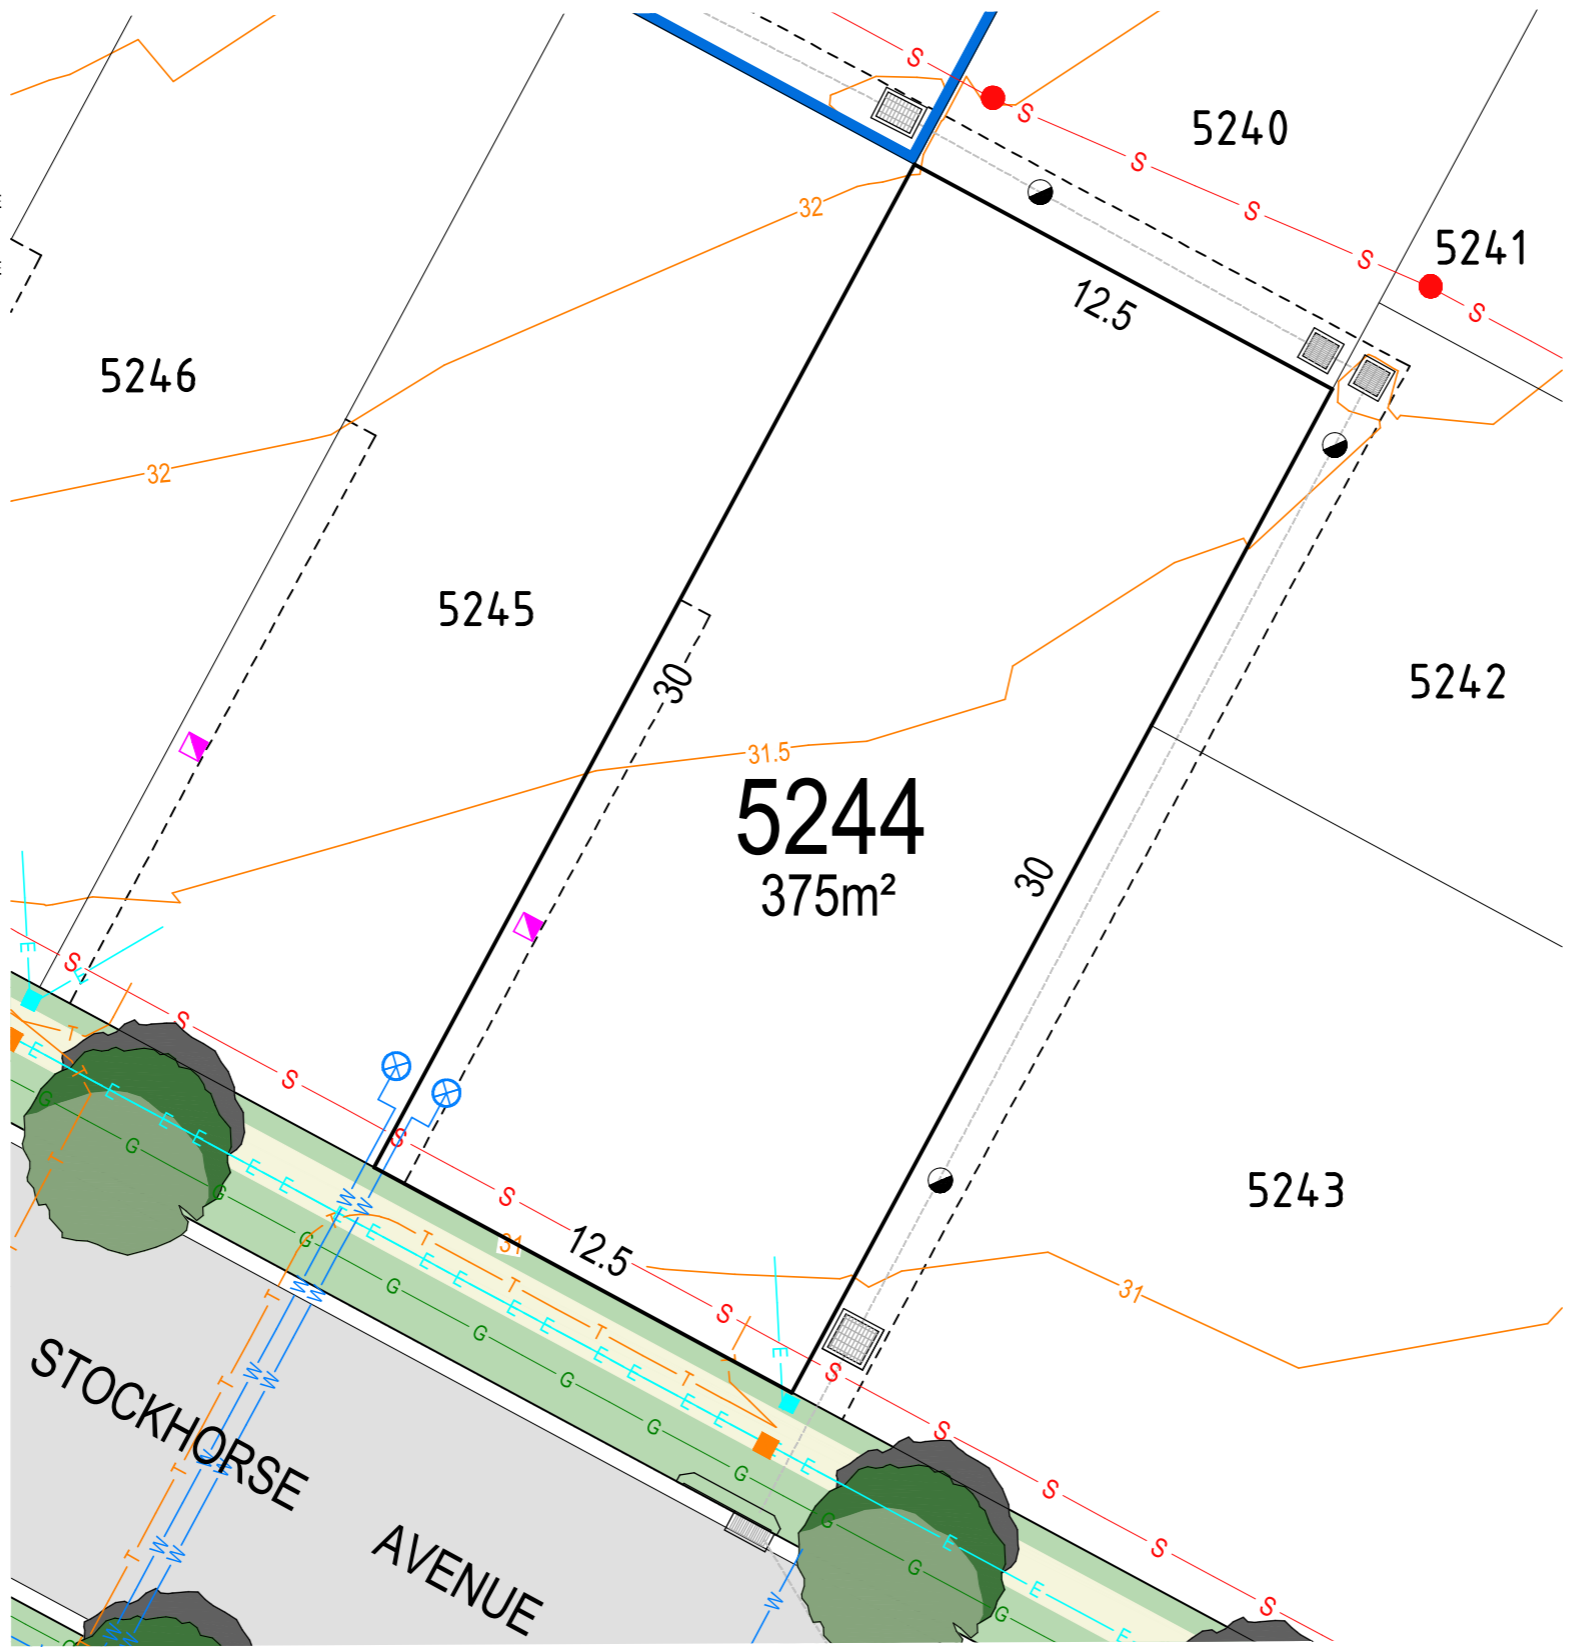 5240
5241
32
12.5
5246
32
5245
30
5242
31.5
5244
375m²
30
5243
31
12.5
31
STOCKHORSE
AVENUE
S S S S S S
S S S S S S S S S S S S
E E E E E E E E E E E E E E E E E
T T T T T T T T T
G G G G G G G G G G G G
W W W W W W W W W W W